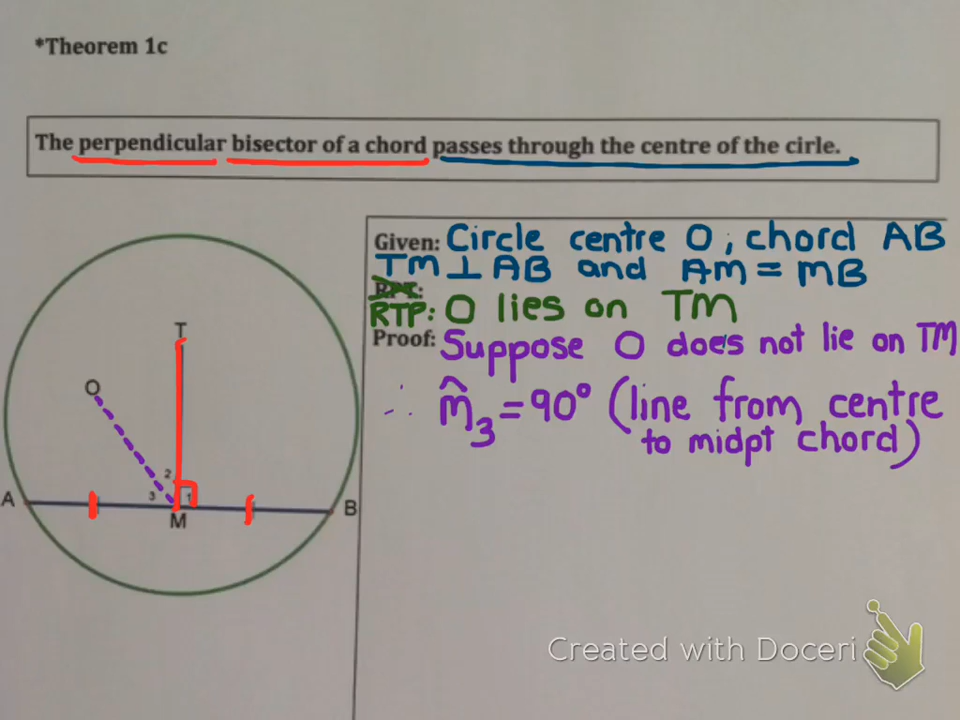 *Theorem 1c
The perpendicular bisector of a chord passes through the centre of the cirle.
Given: Circle centre O, chord AB
TM ⊥ AB and AM = MB
RTP: O lies on TM
Proof: Suppose O does not lie on TM
∴ M̂₃ = 90° (line from centre
to midpt chord)
T
O
2
3
1
A
B
M
Created with Doceri